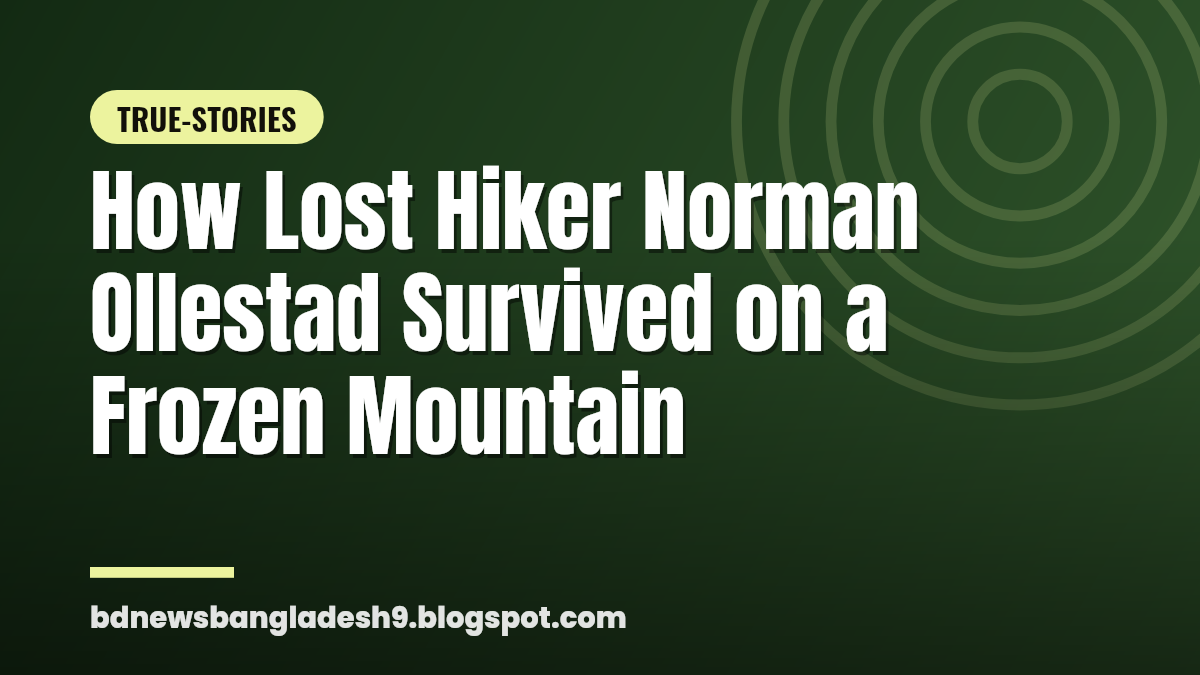 TRUE-STORIES
How Lost Hiker Norman
Ollestad Survived on a
Frozen Mountain
bdnewsbangladesh9.blogspot.com